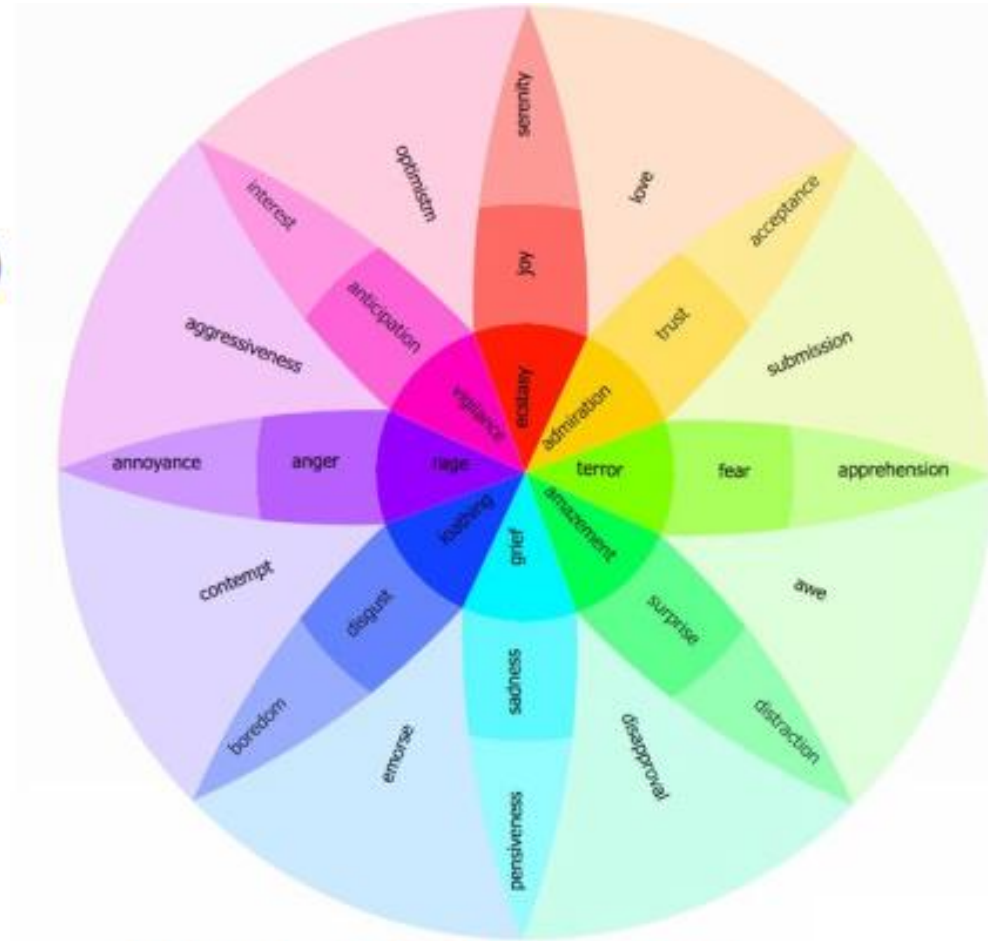 serenity
love
optimistm
interest
acceptance
joy
anticipation
trust
aggressiveness
submission
vigilance
ecstasy
admiration
annoyance
anger
rage
terror
fear
apprehension
loathing
grief
amazement
contempt
awe
disgust
surprise
sadness
boredom
emorse
disapproval
distraction
pensiveness